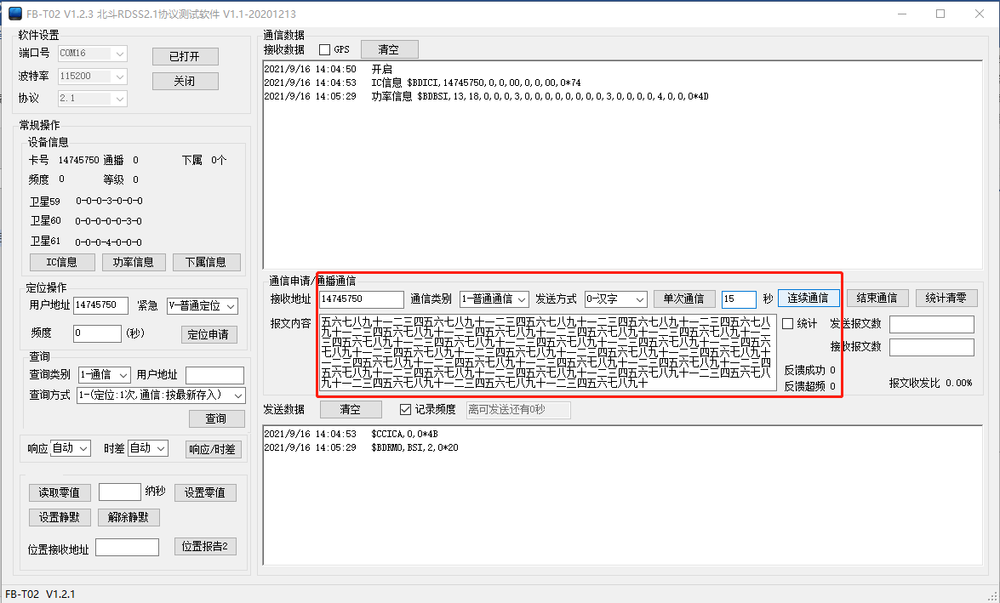 FB-T02 V1.2.3 北斗RDSS2.1协议测试软件 V1.1-20201213
软件设置
端口号 COM16 已打开
波特率 115200 关闭
协议 2.1
常规操作
设备信息
卡号 14745750 通播 0 下属 0个
频度 0 等级 0
卫星59 0-0-0-3-0-0-0
卫星60 0-0-0-0-0-3-0
卫星61 0-0-0-4-0-0-0
IC信息 功率信息 下属信息
定位操作
用户地址 14745750 紧急 V-普通定位
频度 0 (秒) 定位申请
查询
查询类别 1-通信 用户地址
查询方式 1-(定位:1次,通信:按最新存入)
查询
响应 自动 时差 自动 响应/时差
读取零值 纳秒 设置零值
设置静默 解除静默
位置接收地址 位置报告2
通信数据
接收数据 GPS 清空
2021/9/16 14:04:50 开启
2021/9/16 14:04:53 IC信息 $BDICI,14745750,0,0,00,0,0,00,0*74
2021/9/16 14:05:29 功率信息 $BDBSI,13,18,0,0,0,3,0,0,0,0,0,0,0,0,3,0,0,0,0,4,0,0,0*4D
通信申请/通播通信
接收地址 14745750 通信类别 1-普通通信 发送方式 0-汉字 单次通信 15 秒 连续通信 结束通信 统计清零
报文内容 五六七八九十一二三四五六七八九十一二三四五六七八九十一二三四五六七八
九十一二三四五六七八九十一二三四五六七八九十一二三四五六七八九十一二
三四五六七八九十一二三四五六七八九十一二三四五六七八九十一二三四五六
七八九十一二三四五六七八九十一二三四五六七八九十一二三四五六七八九十
一二三四五六七八九十一二三四五六七八九十一二三四五六七八九十一二三四
五六七八九十一二三四五六七八九十一二三四五六七八九十一二三四五六七八
九十一二三四五六七八九十一二三四五六七八九十
统计 发送报文数
接收报文数
反馈成功 0
反馈超频 0 报文收发比 0.00%
发送数据 清空 记录频度 离可发送还有0秒
2021/9/16 14:04:53 $CCICA,0,0*4B
2021/9/16 14:05:29 $BDRMO,BSI,2,0*20
FB-T02 V1.2.1